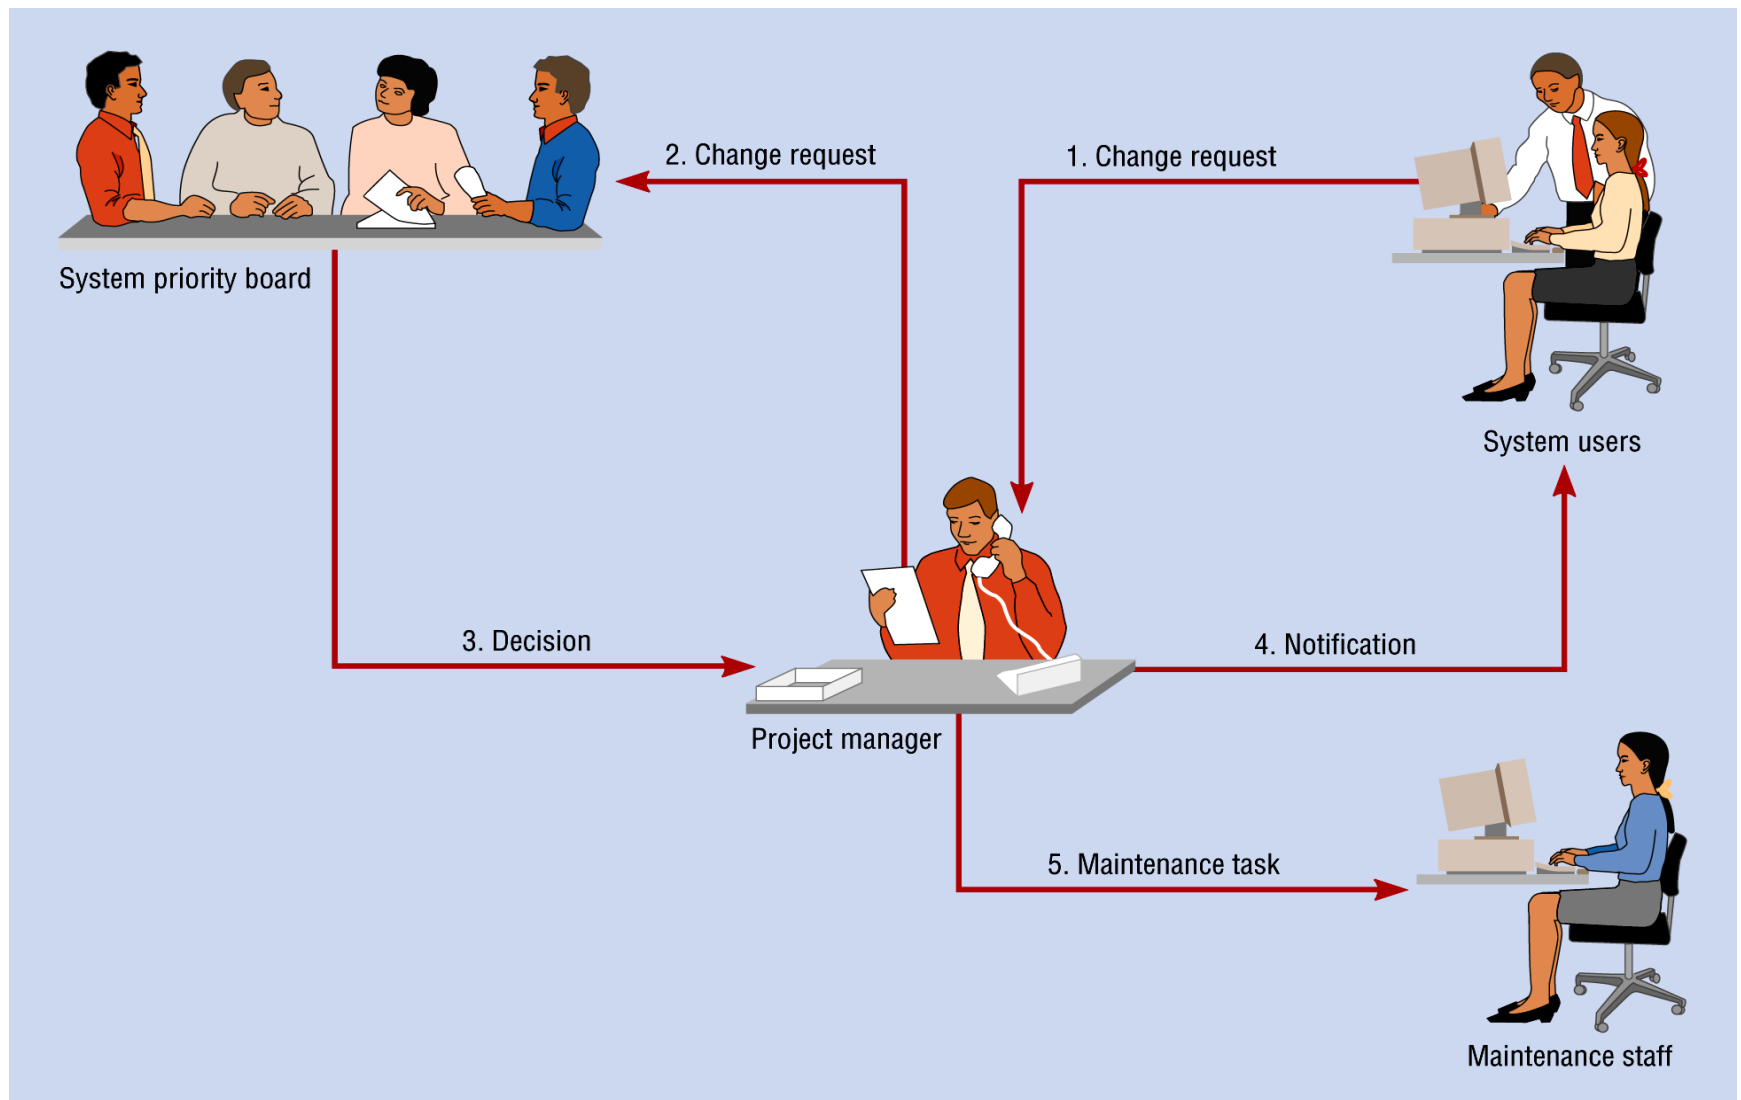 2. Change request
1. Change request
System priority board
System users
3. Decision
4. Notification
Project manager
5. Maintenance task
Maintenance staff